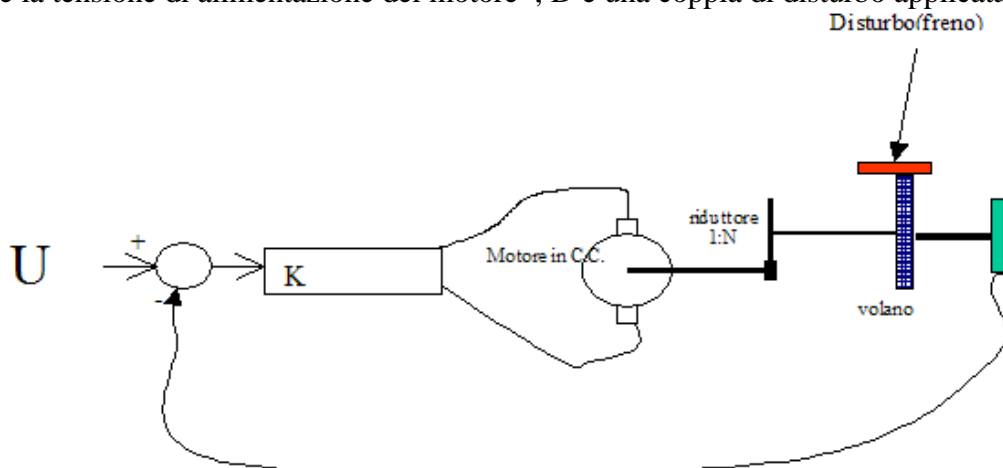 e la tensione di alimentazione del motore , D è una coppia di disturbo applicata
Disturbo(freno)
riduttore
1:N
+
Motore in C.C.
U
K
-
volano